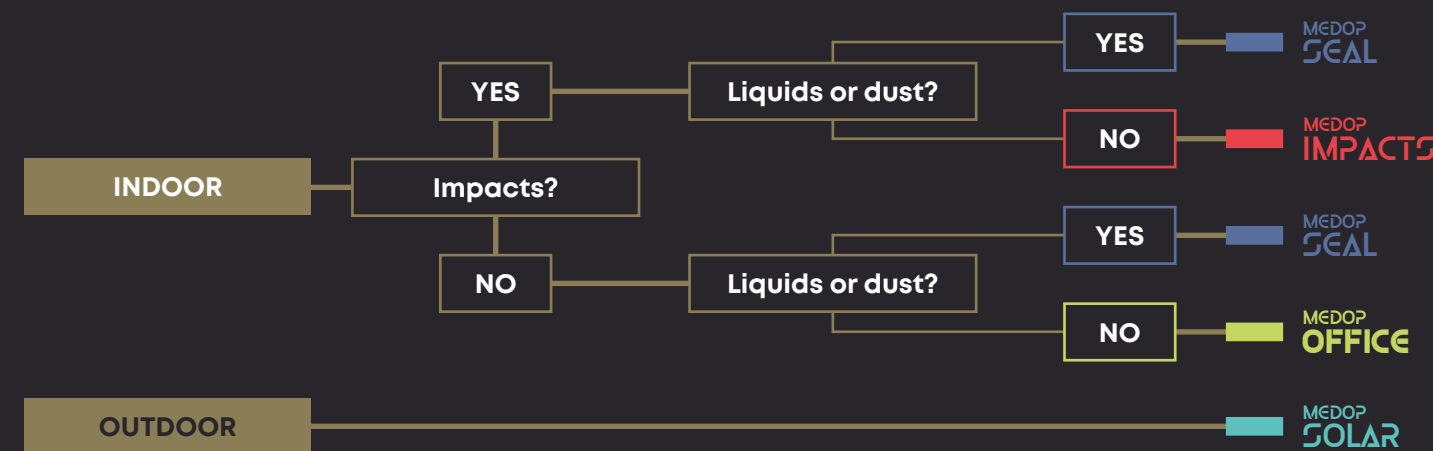 YES
MEDOP
SEAL
YES
Liquids or dust?
NO
MEDOP
IMPACTS
INDOOR
Impacts?
NO
Liquids or dust?
YES
MEDOP
SEAL
NO
MEDOP
OFFICE
OUTDOOR
MEDOP
SOLAR